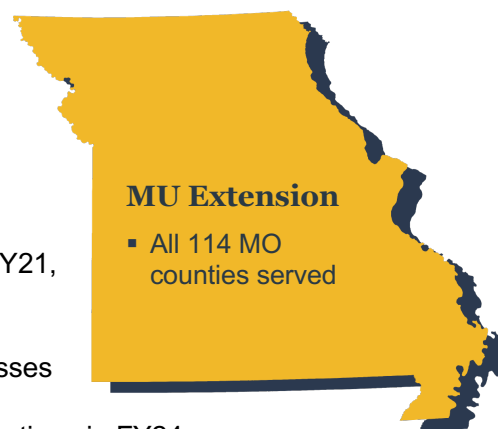 MU Extension
▪ All 114 MO
counties served
Y21,
sses